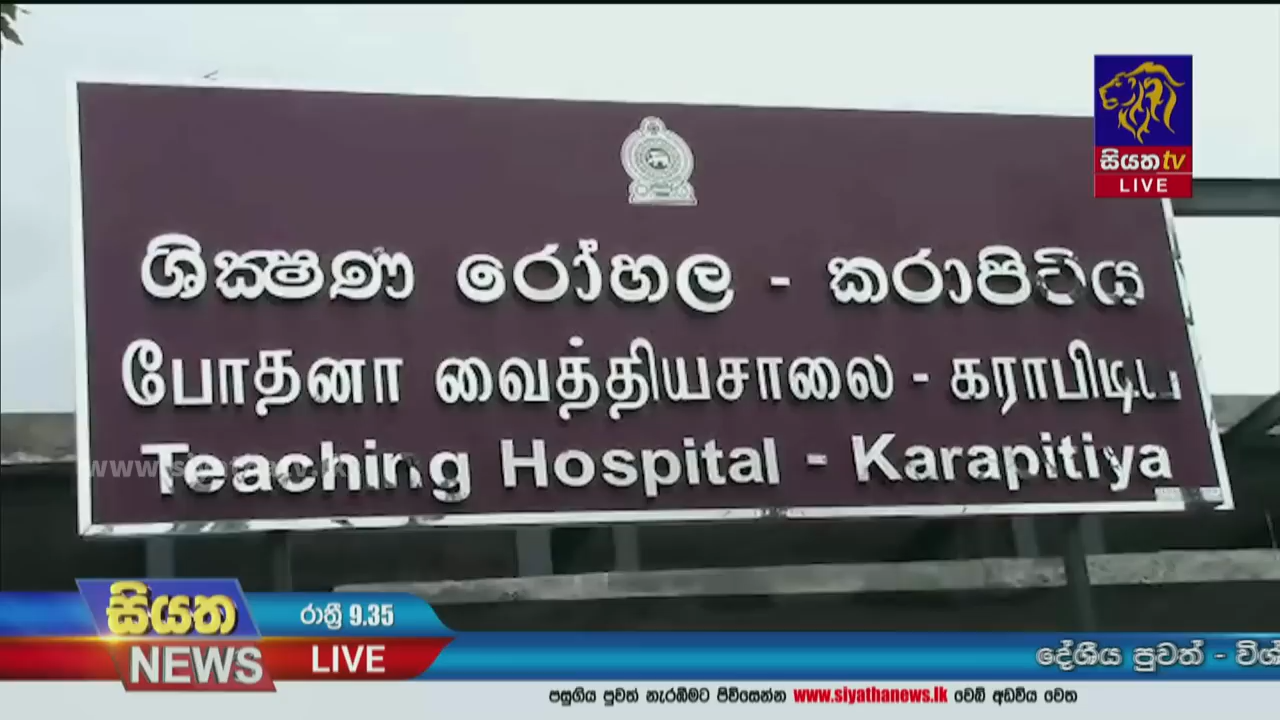 සියත tv
LIVE
ශික්ෂණ රෝහල - කරාපිටිය
போதனா வைத்தியசாலை - கராபிடிய
Teaching Hospital - Karapitiya
සියත
NEWS
රාත්‍රී 9.35
LIVE
දේශීය පුවත් -
පසුගිය පුවත් නැරඹීමට පිවිසෙන්න www.siyathanews.lk වෙබ් අඩවිය වෙත